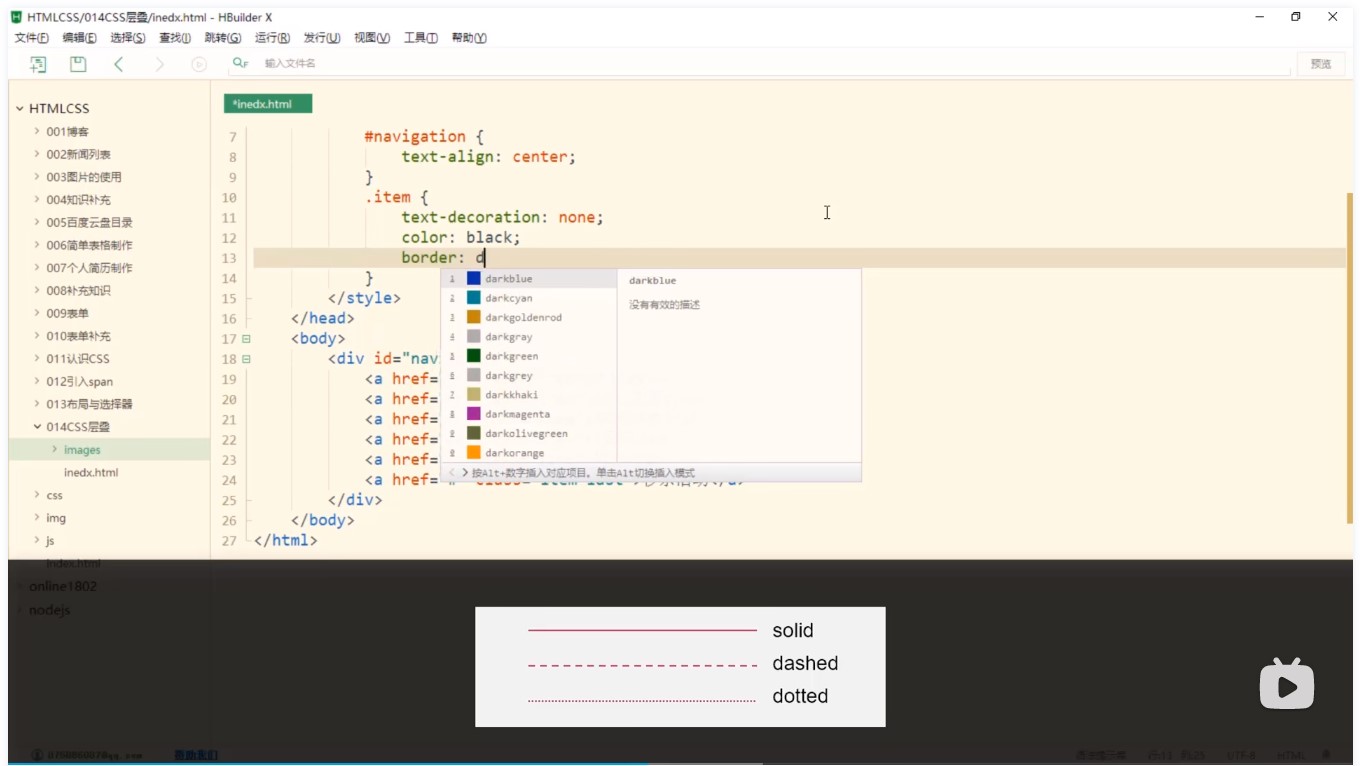 HTMLCSS/014CSS层叠/inedx.html - HBuilder X
文件(F) 编辑(E) 选择(S) 查找(I) 跳转(G) 运行(R) 发行(U) 视图(V) 工具(T) 帮助(Y)
输入文件名
预览
HTMLCSS
001博客
002新闻列表
003图片的使用
004知识补充
005百度云盘目录
006简单表格制作
007个人简历制作
008补充知识
009表单
010表单补充
011认识CSS
012引入span
013布局与选择器
014CSS层叠
images
inedx.html
css
img
js
index.html
online1802
nodejs
*inedx.html
7 #navigation {
8 text-align: center;
9 }
10 .item {
11 text-decoration: none;
12 color: black;
13 border: d
14 }
15 </style>
16 </head>
17 <body>
18 <div id="nav
19 <a href=
20 <a href=
21 <a href=
22 <a href=
23 <a href=
24 <a href=
25 </div>
26 </body>
27 </html>
1 darkblue
2 darkcyan
3 darkgoldenrod
4 darkgray
5 darkgreen
6 darkgrey
7 darkkhaki
8 darkmagenta
9 darkolivegreen
0 darkorange
darkblue
没有有效的描述
按Alt+数字插入对应项目。单击Alt切换插入模式
solid
dashed
dotted
UTF-8
HTML